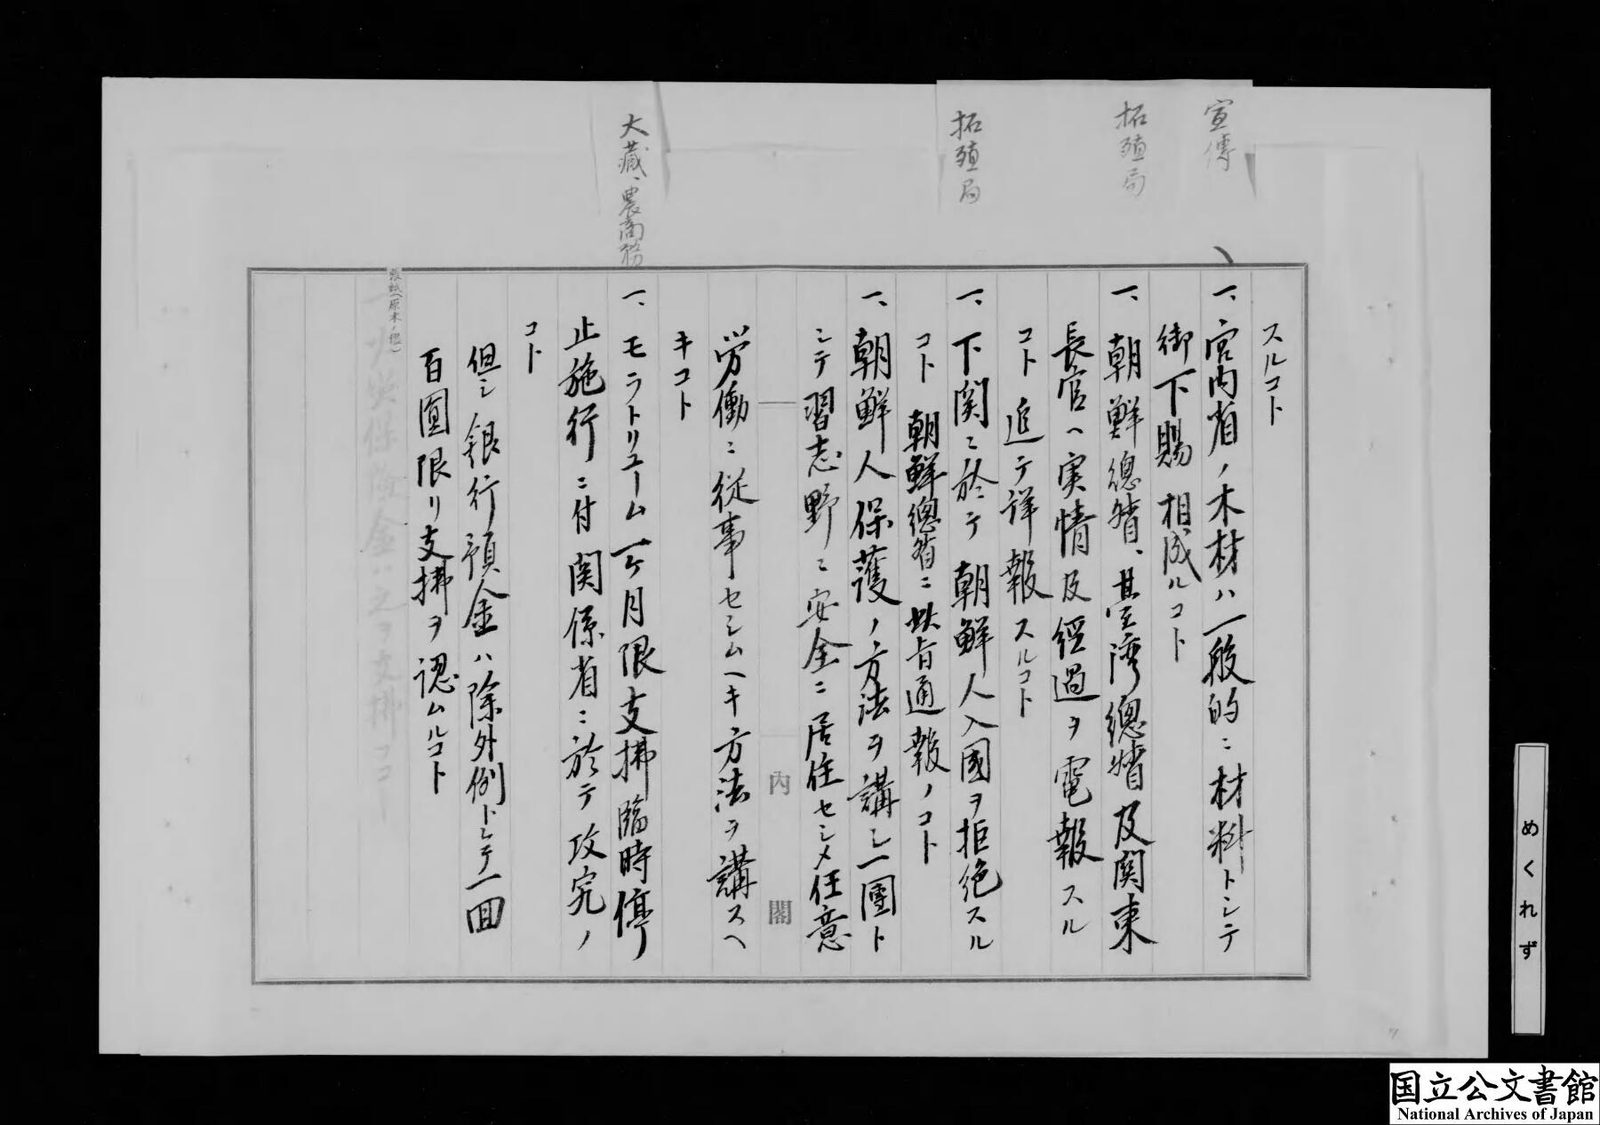 宣傳
拓殖局
拓殖局
大藏、農商務
スルコト
一、宮内省ノ木材ハ一般的ニ材料トシテ
御下賜相成ルコト
一、朝鮮總督、臺湾總督及関東
長官ヘ実情及経過ヲ電報スル
コト 追テ詳報スルコト
一、下関ニ於テ朝鮮人入國ヲ拒絶スル
コト 朝鮮總督ニ此旨通報ノコト
一、朝鮮人保護ノ方法ヲ講シ一團ト
シテ習志野ニ安全ニ居住セシメ任意
内閣
労働ニ従事セシムヘキ方法ヲ講スヘ
キコト
一、モラトリユーム一ヶ月限支拂臨時停
止施行ニ付関係省ニ於テ攻究ノ
コト
但シ銀行預金ハ除外例トシテ一回
百圓限リ支拂ヲ認ムルコト
めくれず
国立公文書館
National Archives of Japan